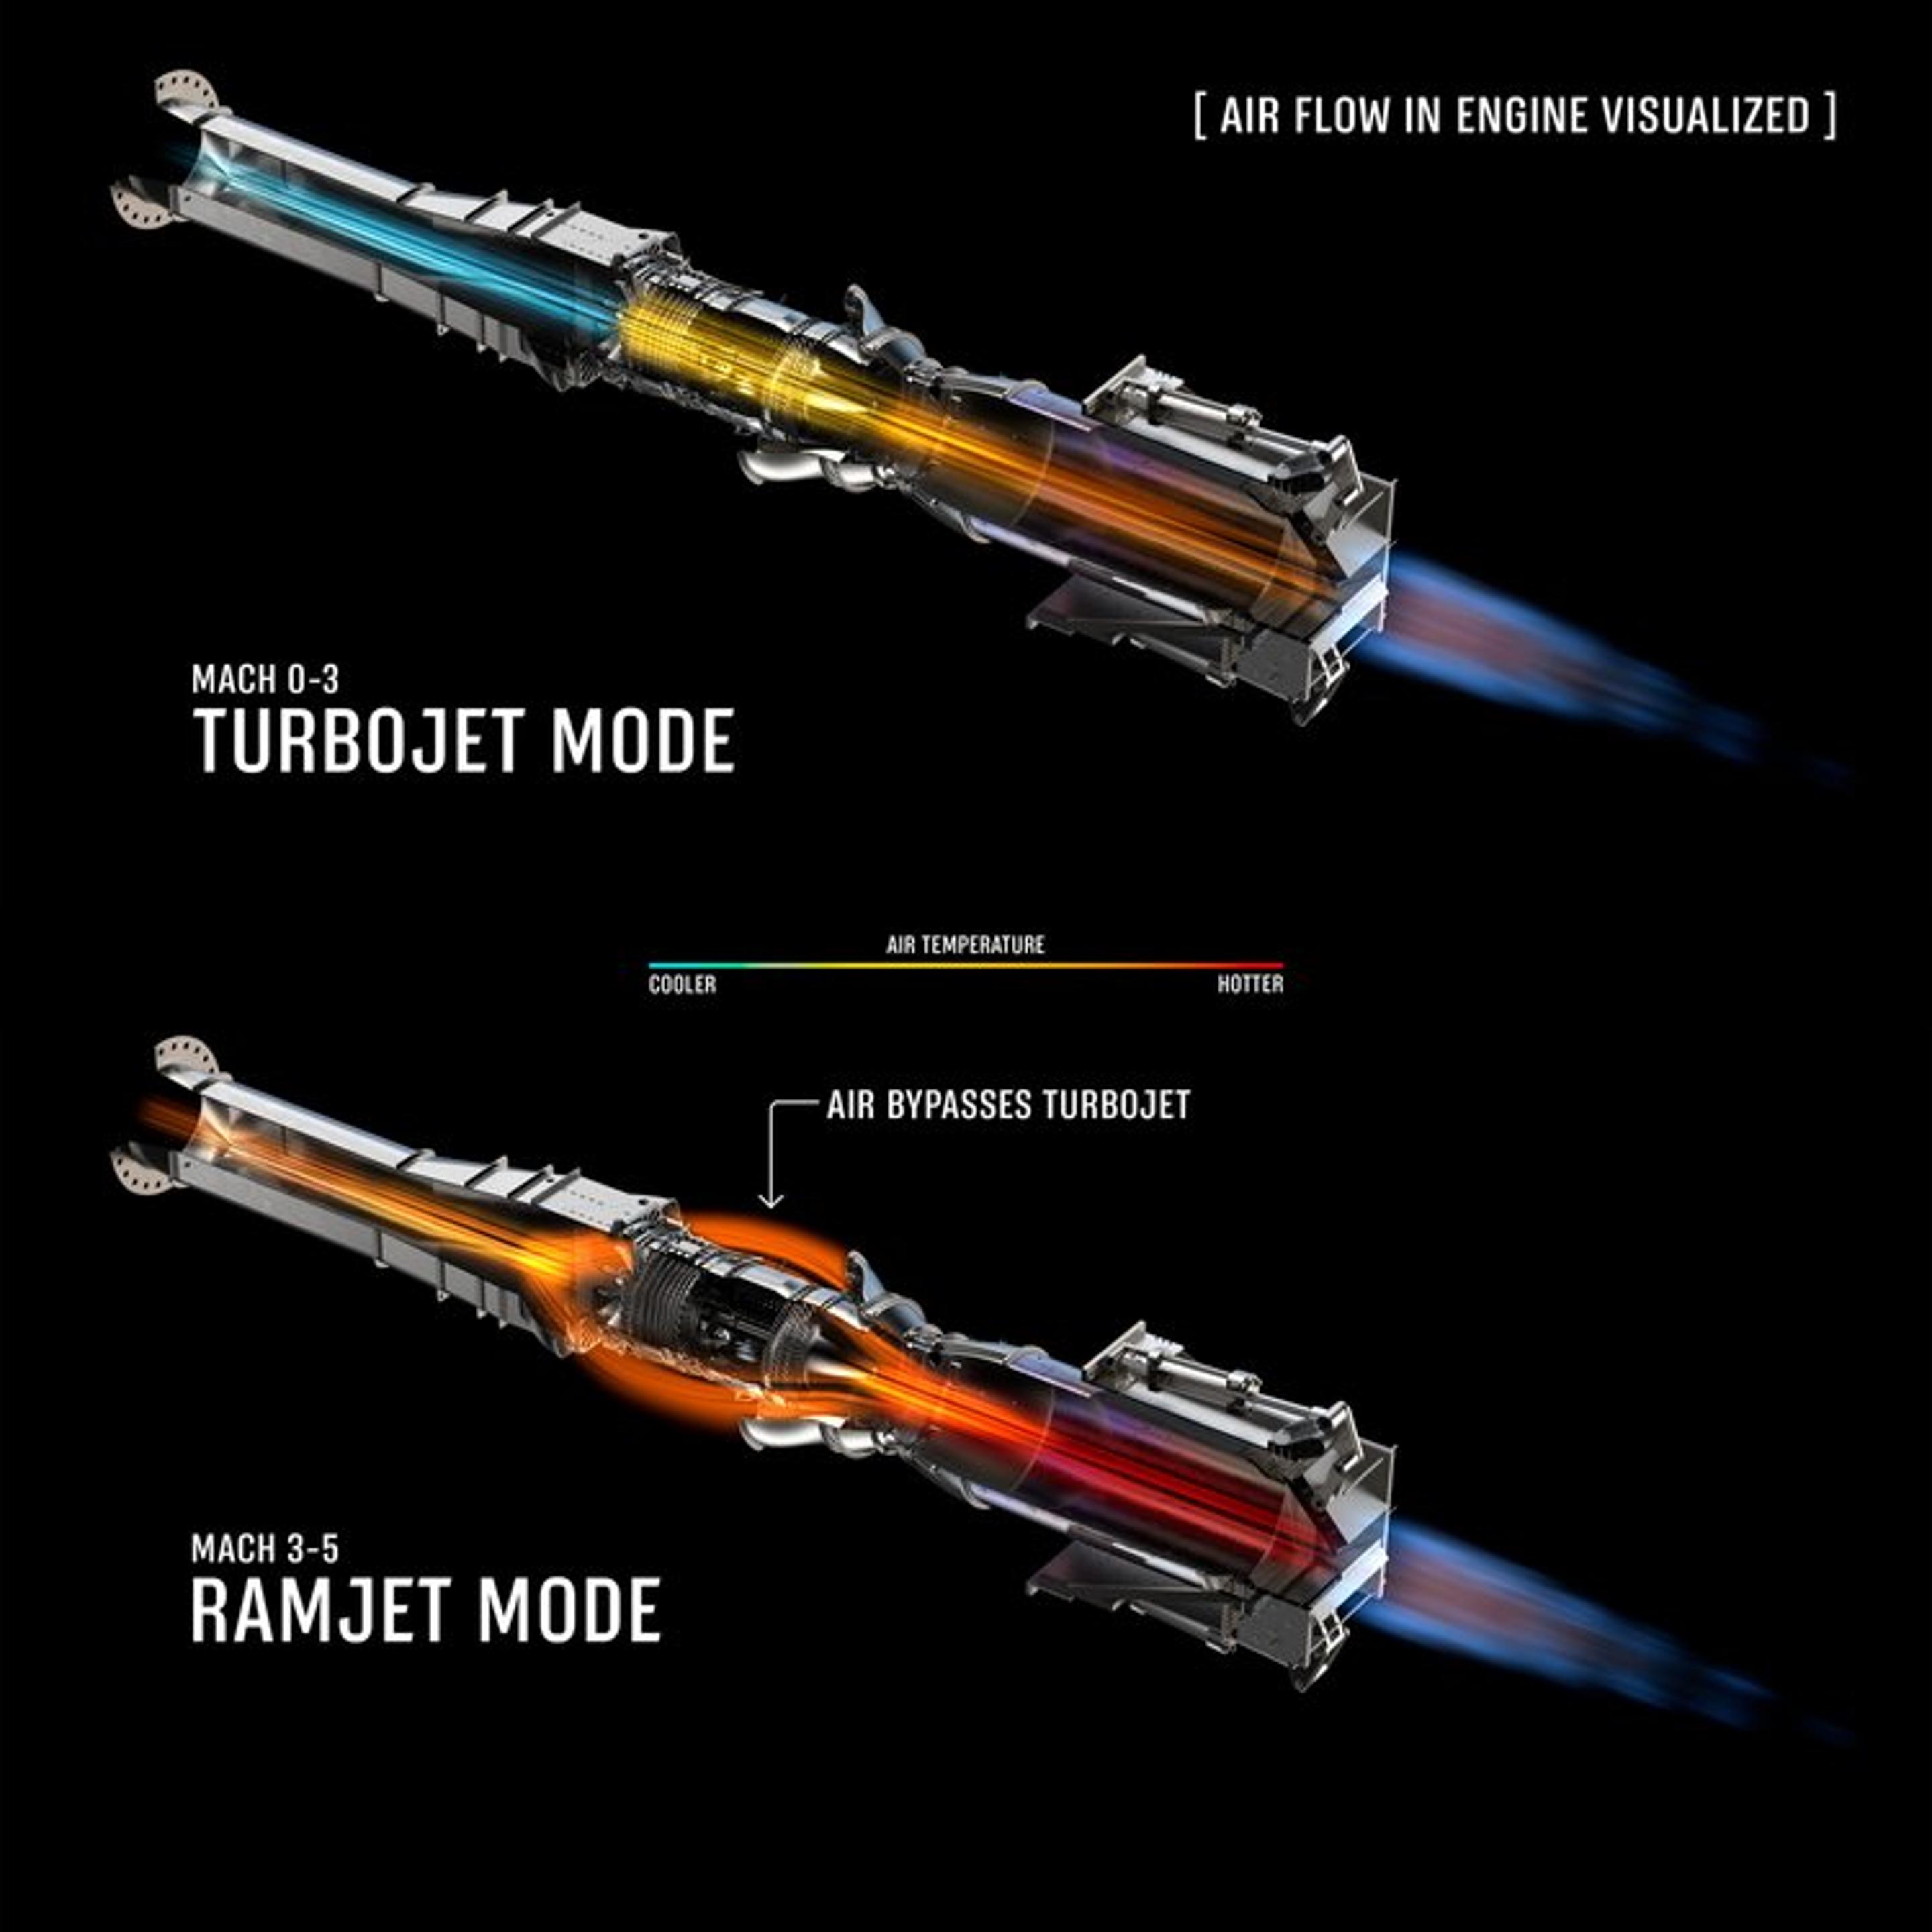 [ AIR FLOW IN ENGINE VISUALIZED ]
MACH 0-3
TURBOJET MODE
AIR TEMPERATURE
COOLER HOTTER
AIR BYPASSES TURBOJET
MACH 3-5
RAMJET MODE